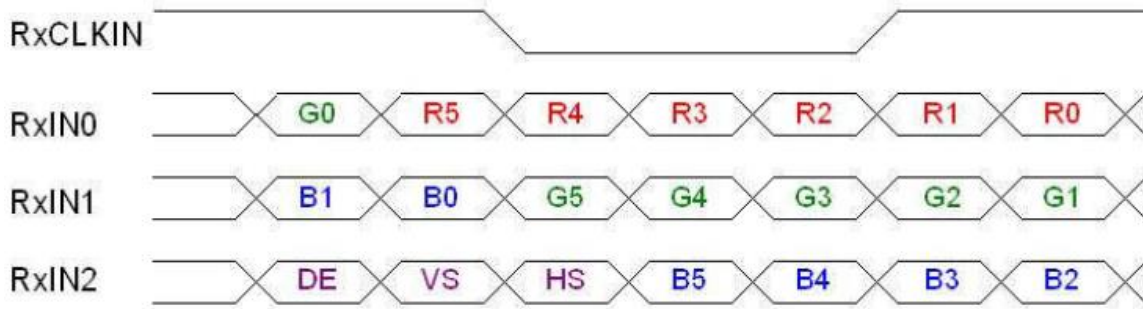 RxCLKIN
RxIN0 G0 R5 R4 R3 R2 R1 R0
RxIN1 B1 B0 G5 G4 G3 G2 G1
RxIN2 DE VS HS B5 B4 B3 B2